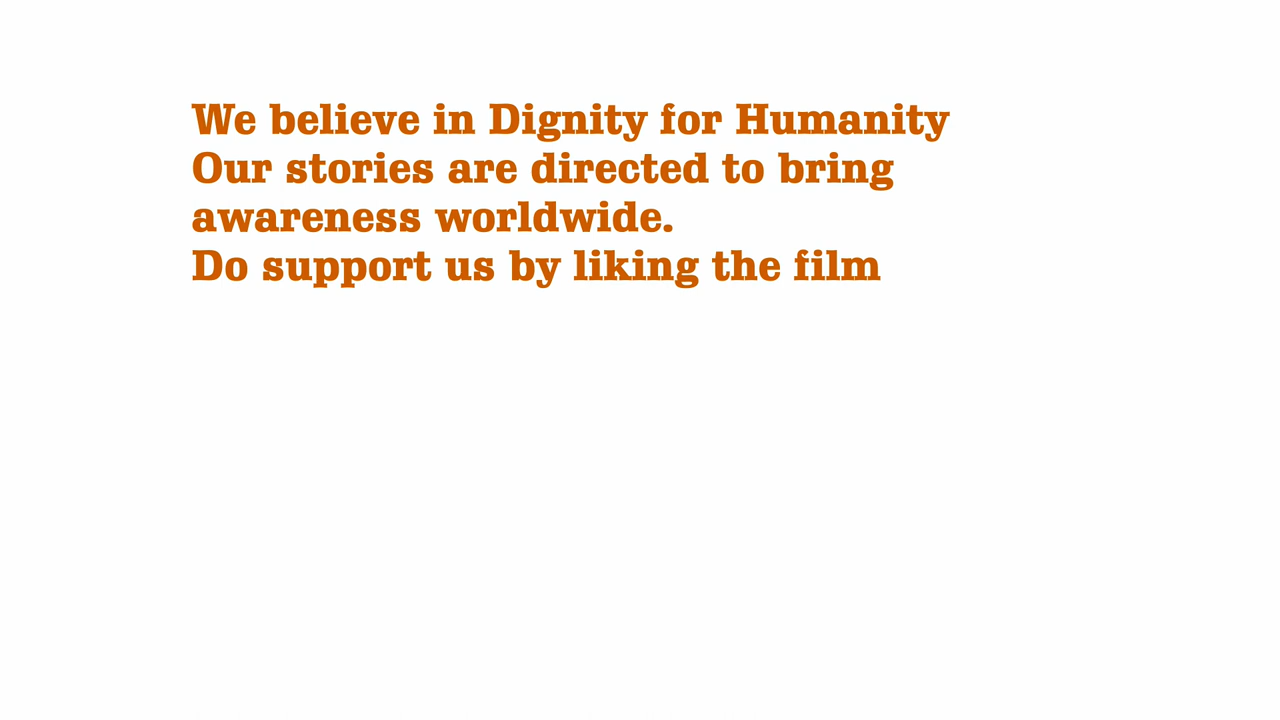 We believe in Dignity for Humanity
Our stories are directed to bring
awareness worldwide.
Do support us by liking the film